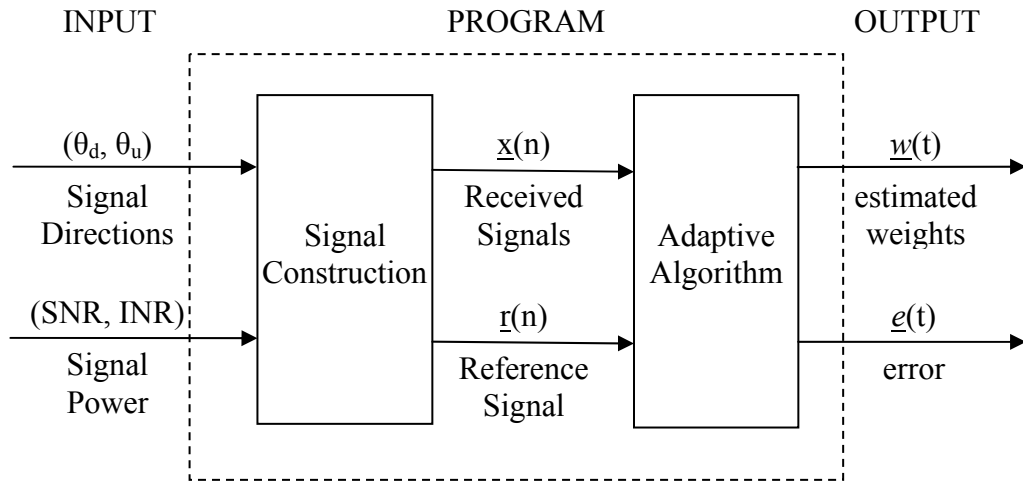 INPUT
PROGRAM
OUTPUT
(θd, θu)
Signal
Directions
(SNR, INR)
Signal
Power
Signal
Construction
x(n)
Received
Signals
r(n)
Reference
Signal
Adaptive
Algorithm
w(t)
estimated
weights
e(t)
error